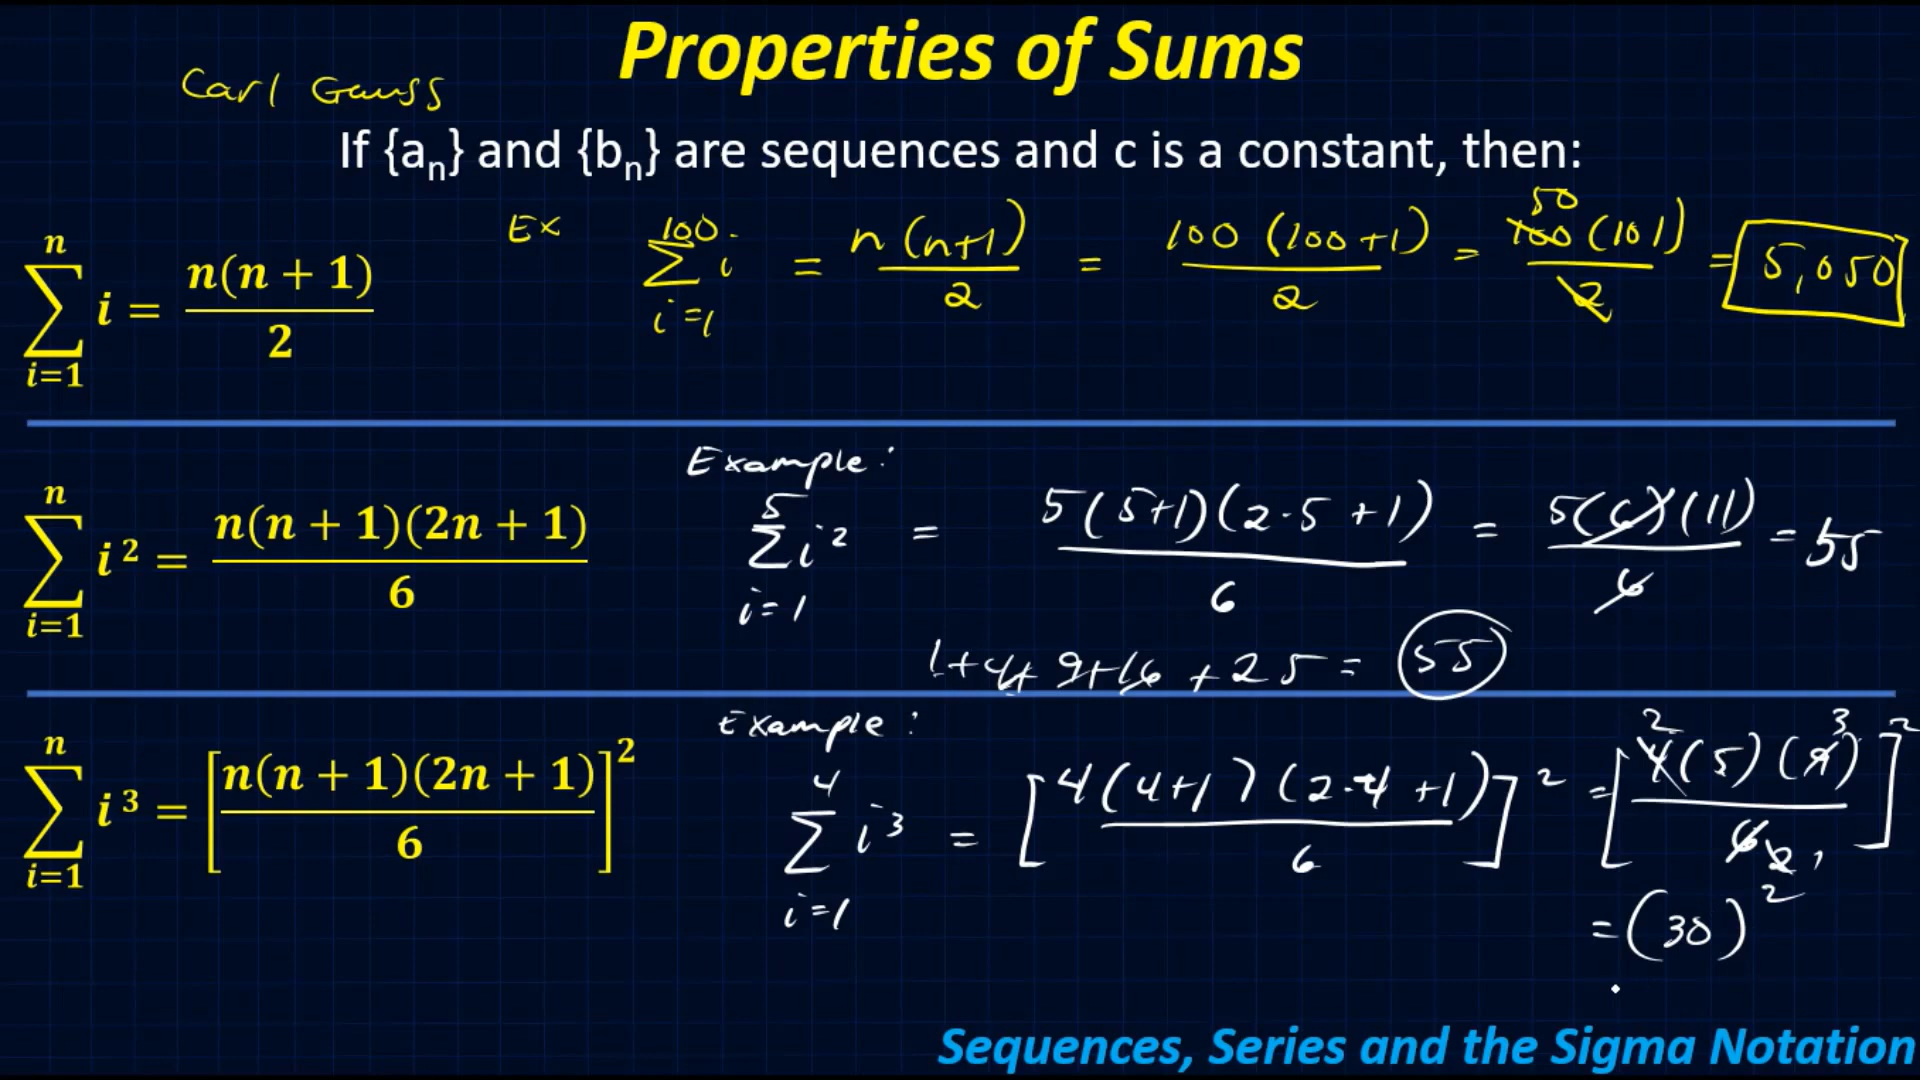 Properties of Sums
Carl Gauss
If {aₙ} and {bₙ} are sequences and c is a constant, then:
∑_{i=1}^{n} i = n(n + 1)/2
Ex ∑_{i=1}^{100} i = n(n+1)/2 = 100(100+1)/2 = 50 100(101)/2 = 5,050
Example:
∑_{i=1}^{n} i² = n(n + 1)(2n + 1)/6
∑_{i=1}^{5} i² = 5(5+1)(2·5+1)/6 = 5(6)(11)/6 = 55
1+4+9+16+25 = 55
Example:
∑_{i=1}^{n} i³ = [n(n + 1)(2n + 1)/6]²
∑_{i=1}^{4} i³ = [4(4+1)(2·4+1)/6]² = [2 4(5)(9) 3/6 2 1]²
= (30)²
Sequences, Series and the Sigma Notation